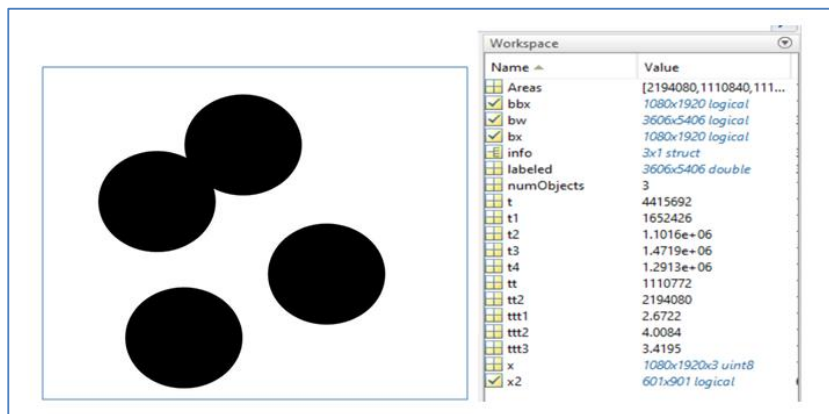 Workspace
Name Value
Areas [2194080,1110840,111...
bbx 1080x1920 logical
bw 3606x5406 logical
bx 1080x1920 logical
info 3x1 struct
labeled 3606x5406 double
numObjects 3
t 4415692
t1 1652426
t2 1.1016e+06
t3 1.4719e+06
t4 1.2913e+06
tt 1110772
tt2 2194080
ttt1 2.6722
ttt2 4.0084
ttt3 3.4195
x 1080x1920x3 uint8
x2 601x901 logical